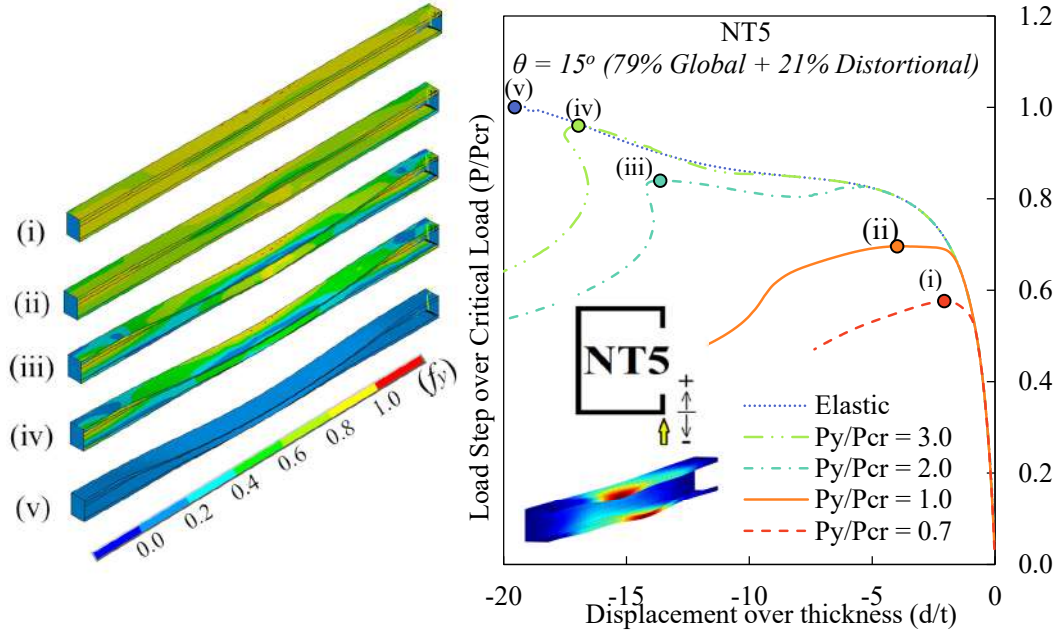 (i)
(ii)
(iii)
(iv)
(v)
0.0
0.2
0.4
0.6
0.8
1.0
(fy)
NT5
θ = 15º (79% Global + 21% Distortional)
(v)
(iv)
(iii)
(ii)
(i)
NT5
+
-
Elastic
Py/Pcr = 3.0
Py/Pcr = 2.0
Py/Pcr = 1.0
Py/Pcr = 0.7
Load Step over Critical Load (P/Pcr)
1.2
1.0
0.8
0.6
0.4
0.2
0.0
-20
-15
-10
-5
0
Displacement over thickness (d/t)